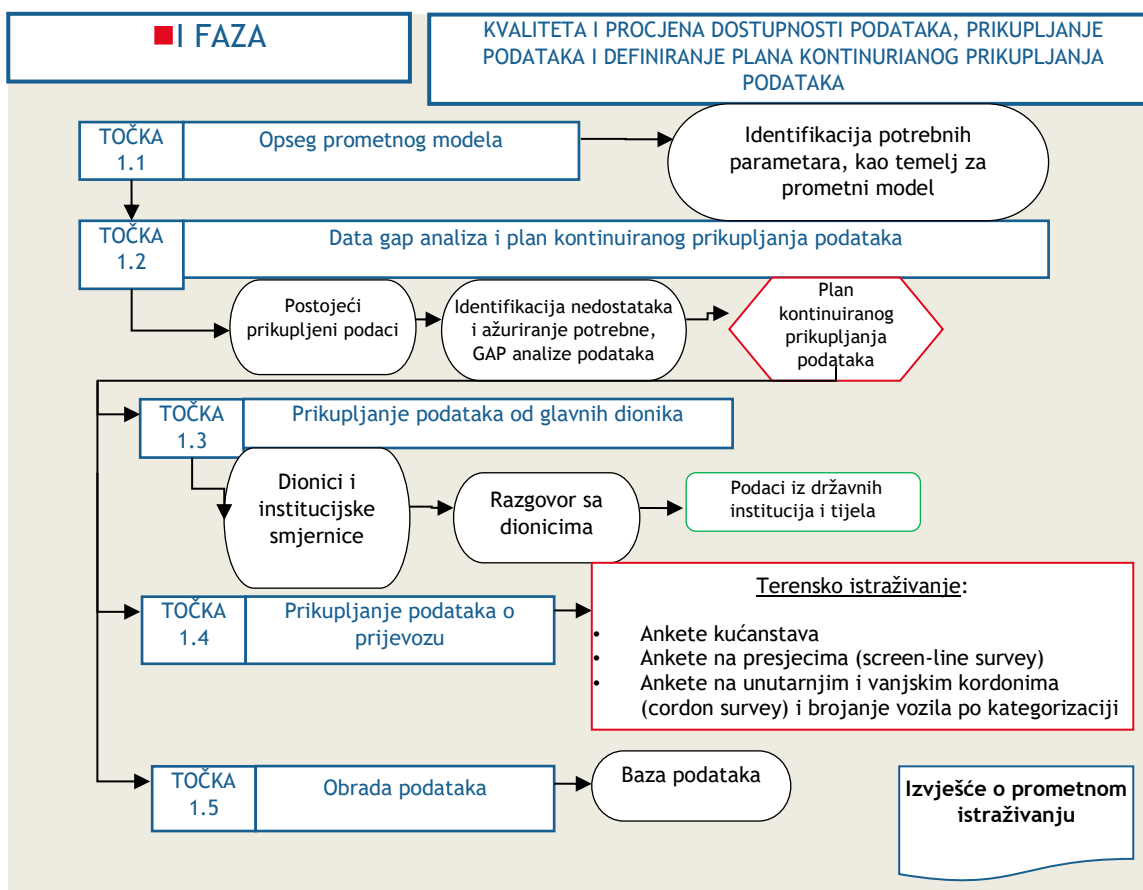 I FAZA
KVALITETA I PROCJENA DOSTUPNOSTI PODATAKA, PRIKUPLJANJE
PODATAKA I DEFINIRANJE PLANA KONTINURIANOG PRIKUPLJANJA
PODATAKA
TOČKA
1.1
Opseg prometnog modela
Identifikacija potrebnih
parametara, kao temelj za
prometni model
TOČKA
1.2
Data gap analiza i plan kontinuiranog prikupljanja podataka
Postojeći
prikupljeni podaci
Identifikacija nedostataka
i ažuriranje potrebne,
GAP analize podataka
Plan
kontinuiranog
prikupljanja
podataka
TOČKA
1.3
Prikupljanje podataka od glavnih dionika
Dionici i
institucijske
smjernice
Razgovor sa
dionicima
Podaci iz državnih
institucija i tijela
TOČKA
1.4
Prikupljanje podataka o
prijevozu
Terensko istraživanje:
• Ankete kućanstava
• Ankete na presjecima (screen-line survey)
• Ankete na unutarnjim i vanjskim kordonima
(cordon survey) i brojanje vozila po kategorizaciji
TOČKA
1.5
Obrada podataka
Baza podataka
Izvješće o prometnom
istraživanju